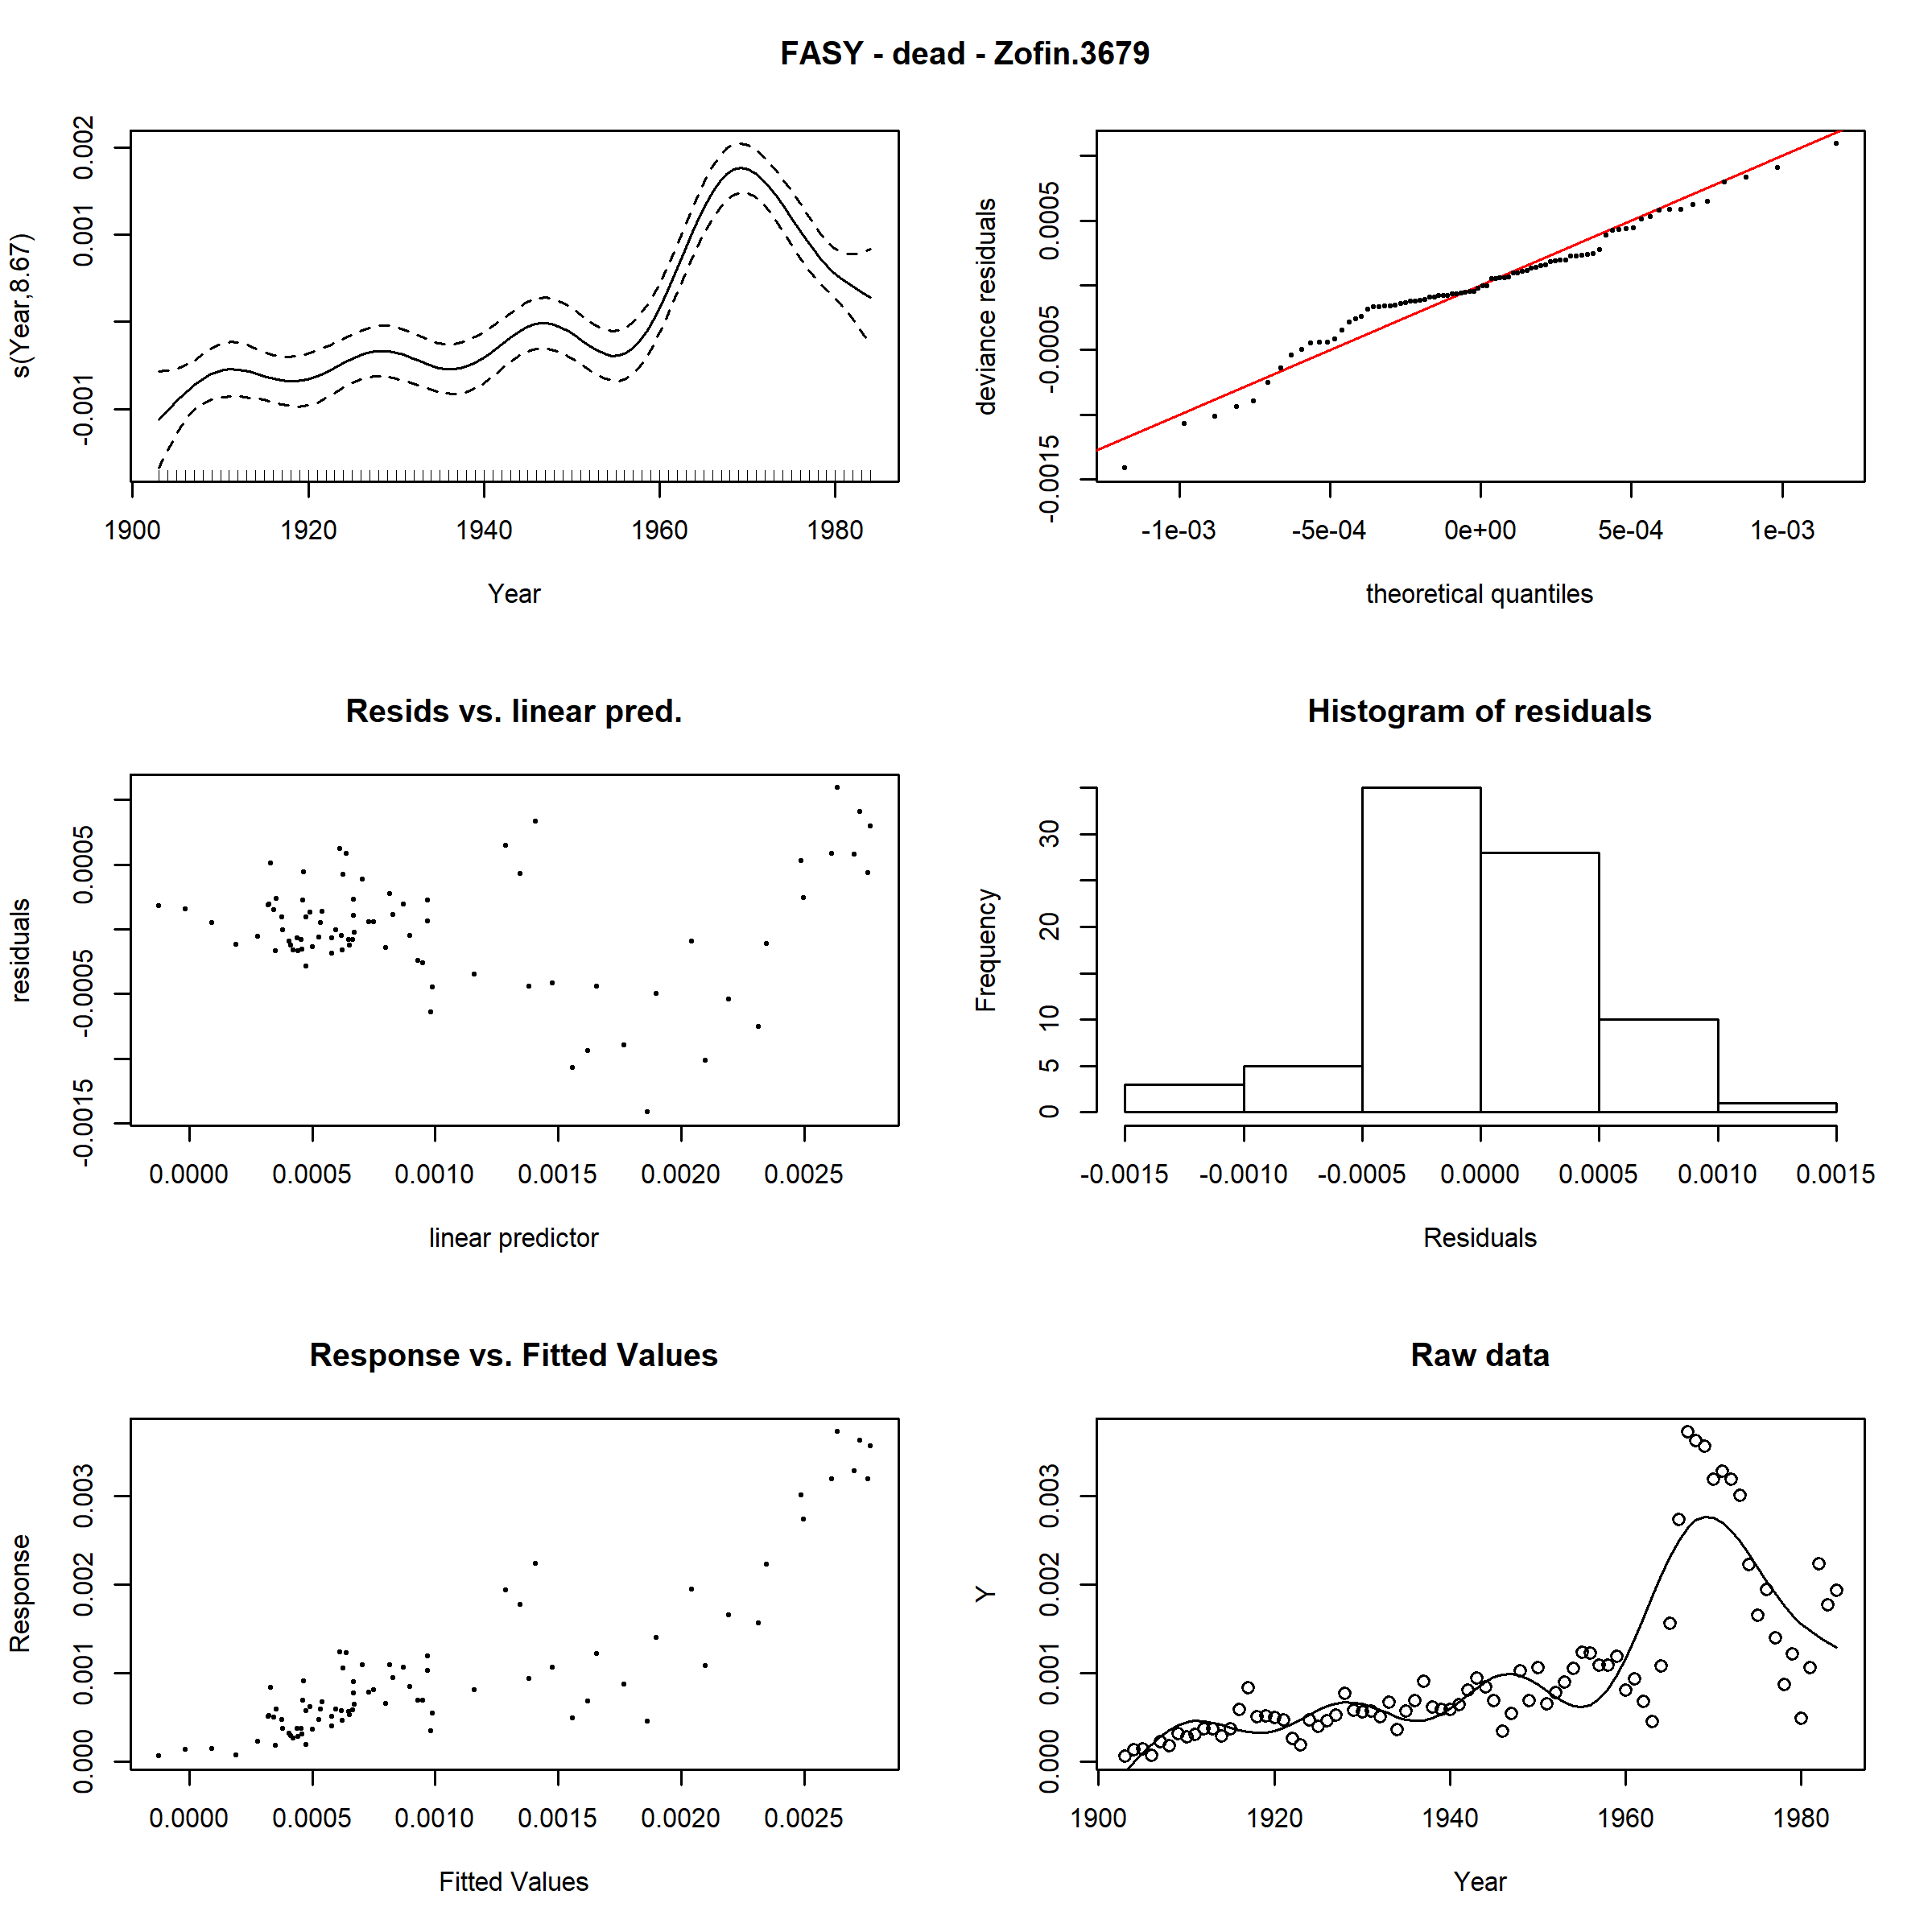 FASY - dead - Zofin.3679
s(Year,8.67)
0.002
0.001
-0.001
1900 1920 1940 1960 1980
Year
deviance residuals
0.0005
-0.0005
-0.0015
-1e-03 -5e-04 0e+00 5e-04 1e-03
theoretical quantiles
Resids vs. linear pred.
residuals
0.0005
-0.0005
-0.0015
0.0000 0.0005 0.0010 0.0015 0.0020 0.0025
linear predictor
Histogram of residuals
Frequency
30
20
10
5
0
-0.0015 -0.0010 -0.0005 0.0000 0.0005 0.0010 0.0015
Residuals
Response vs. Fitted Values
Response
0.003
0.002
0.001
0.000
0.0000 0.0005 0.0010 0.0015 0.0020 0.0025
Fitted Values
Raw data
Y
0.003
0.002
0.001
0.000
1900 1920 1940 1960 1980
Year